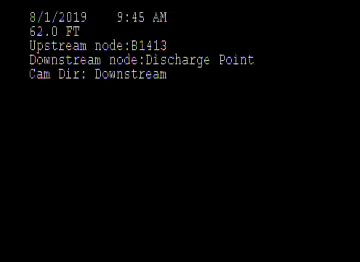 8/1/2019 9:45 AM
62.0 FT
Upstream node:B1413
Downstream node:Discharge Point
Cam Dir: Downstream